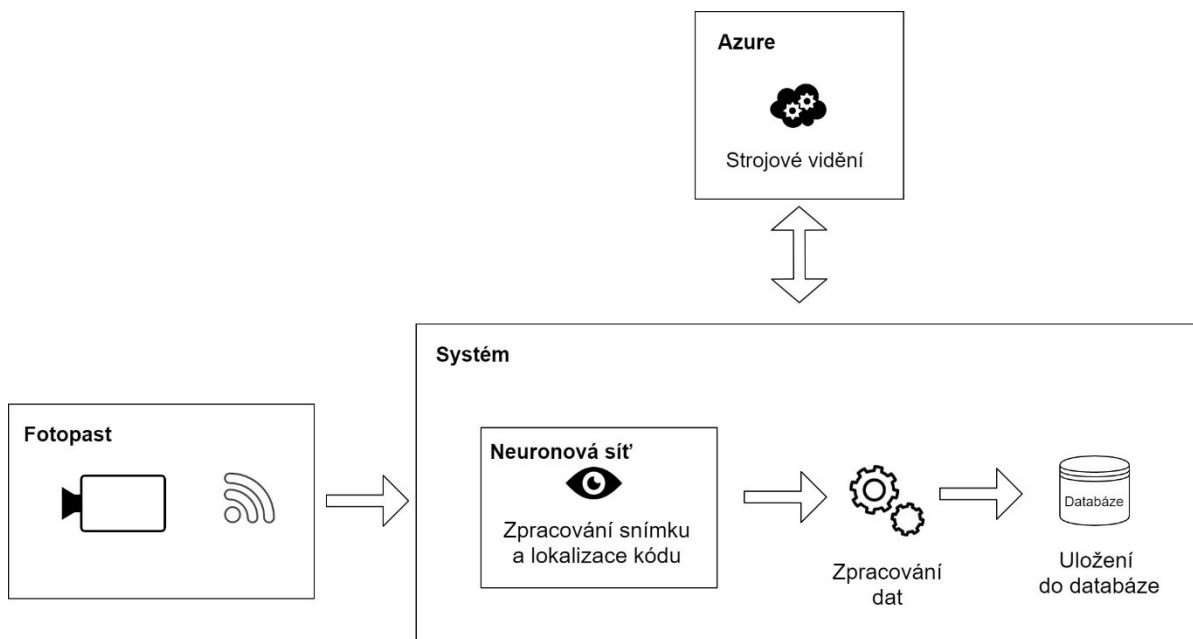 Azure
Strojové vidění
Systém
Fotopast
Neuronová síť
Zpracování snímku
a lokalizace kódu
Zpracování
dat
Databáze
Uložení
do databáze